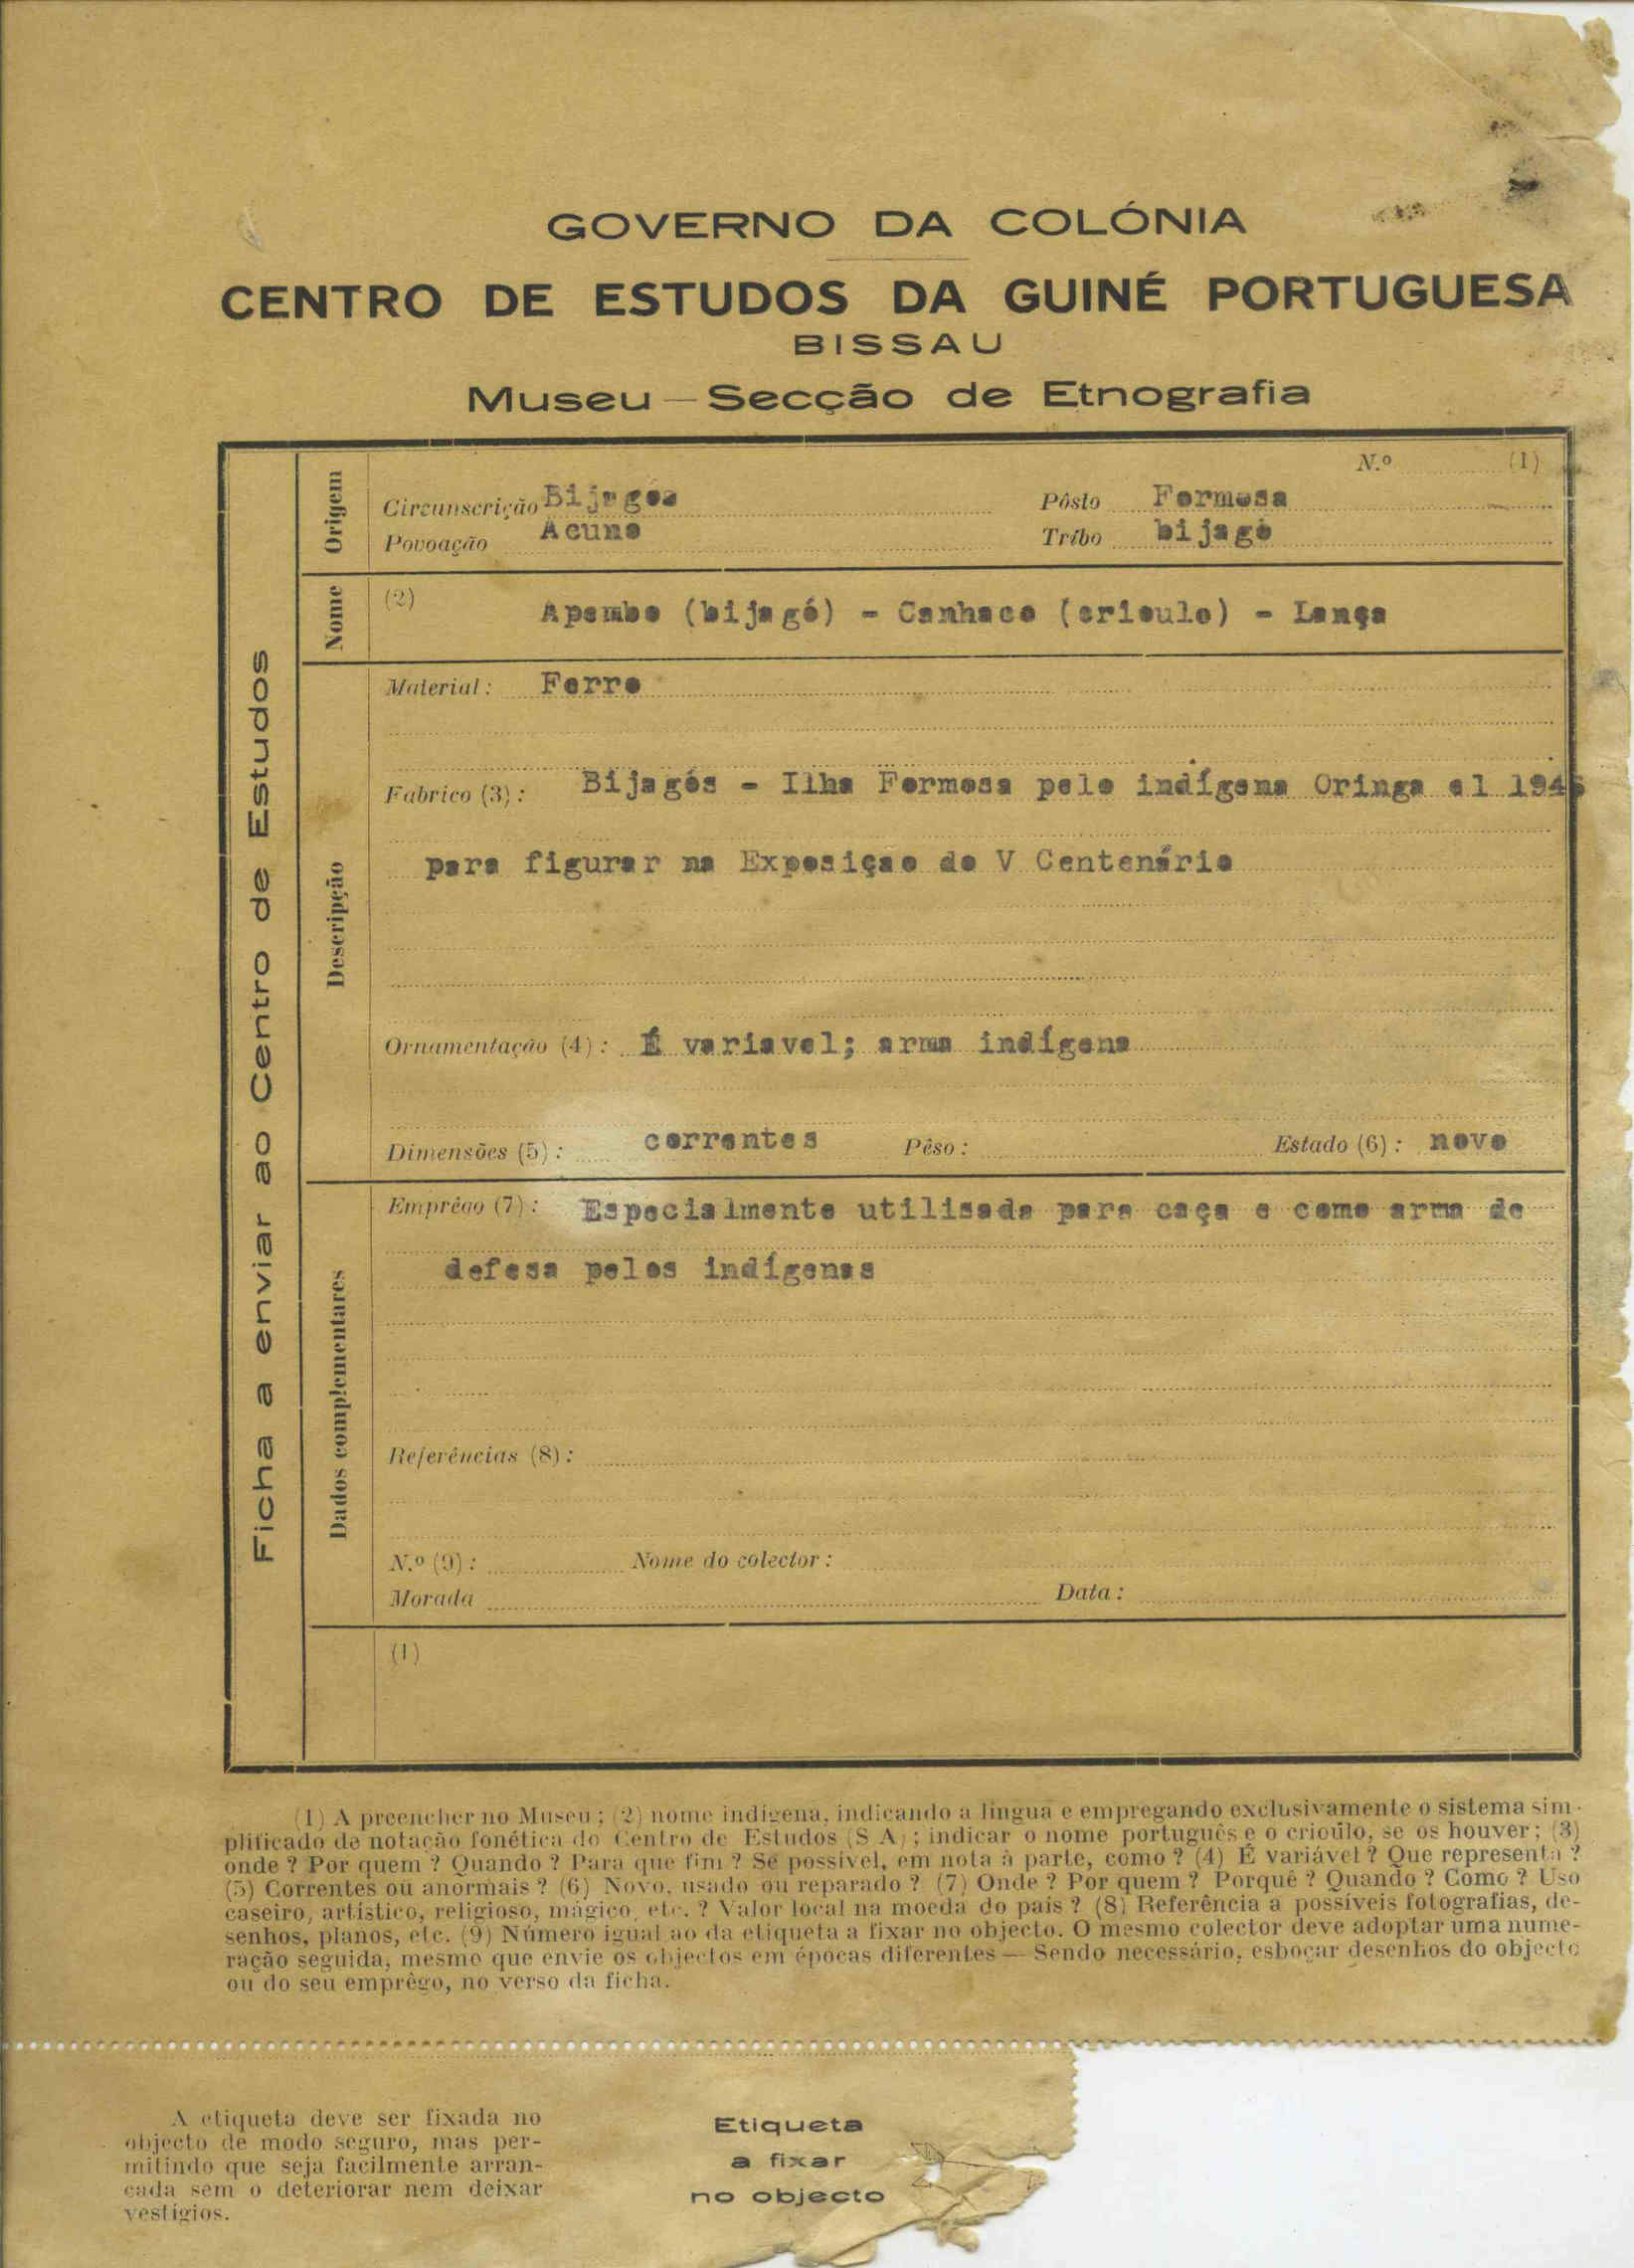 GOVERNO DA COLÓNIA
CENTRO DE ESTUDOS DA GUINÉ PORTUGUESA
BISSAU
Museu — Secção de Etnografia
Ficha a enviar ao Centro de Estudos
Origem
N.º (1)
Circunscrição Bijagós Pôsto Formosa
Povoação Acuno Tríbo bijagó
Nome
(2) Apembo (bijagó) - Canhaco (crioulo) - Lança
Descripção
Material: Ferro
Fabrico (3): Bijagós - Ilha Formosa pelo indígena Oringa el 1946
para figurar na Exposiçao do V Centenário
Ornamentação (4): É variavel; arma indígena
Dimensões (5): correntes Pêso: Estado (6): novo
Dados complementares
Emprêgo (7): Especialmente utilisada para caça e como arma de
defesa pelos indígenas
Referências (8):
N.º (9): Nome do colector:
Morada Data:
(1)
(1) A preencher no Museu; (2) nome indígena, indicando a língua e empregando exclusivamente o sistema sim-
plificado de notação fonética do Centro de Estudos (S A); indicar o nome português e o crioùlo, se os houver; (3)
onde? Por quem? Quando? Para que fim? Se possível, em nota à parte, como? (4) É variável? Que representa?
(5) Correntes ou anormais? (6) Novo, usado ou reparado? (7) Onde? Por quem? Porquê? Quando? Como? Uso
caseiro, artístico, religioso, mágico, etc.? Valor local na moeda do país? (8) Referência a possíveis fotografias, de-
senhos, planos, etc. (9) Número igual ao da etiqueta a fixar no objecto. O mesmo colector deve adoptar uma nume-
ração seguida, mesmo que envie os objectos em épocas diferentes — Sendo necessário, esboçar desenhos do objecto
ou do seu emprêgo, no verso da ficha.
A etiqueta deve ser fixada no
objecto de modo seguro, mas per-
mitindo que seja facilmente arran-
cada sem o deteriorar nem deixar
vestígios.
Etiqueta
a fixar
no objecto